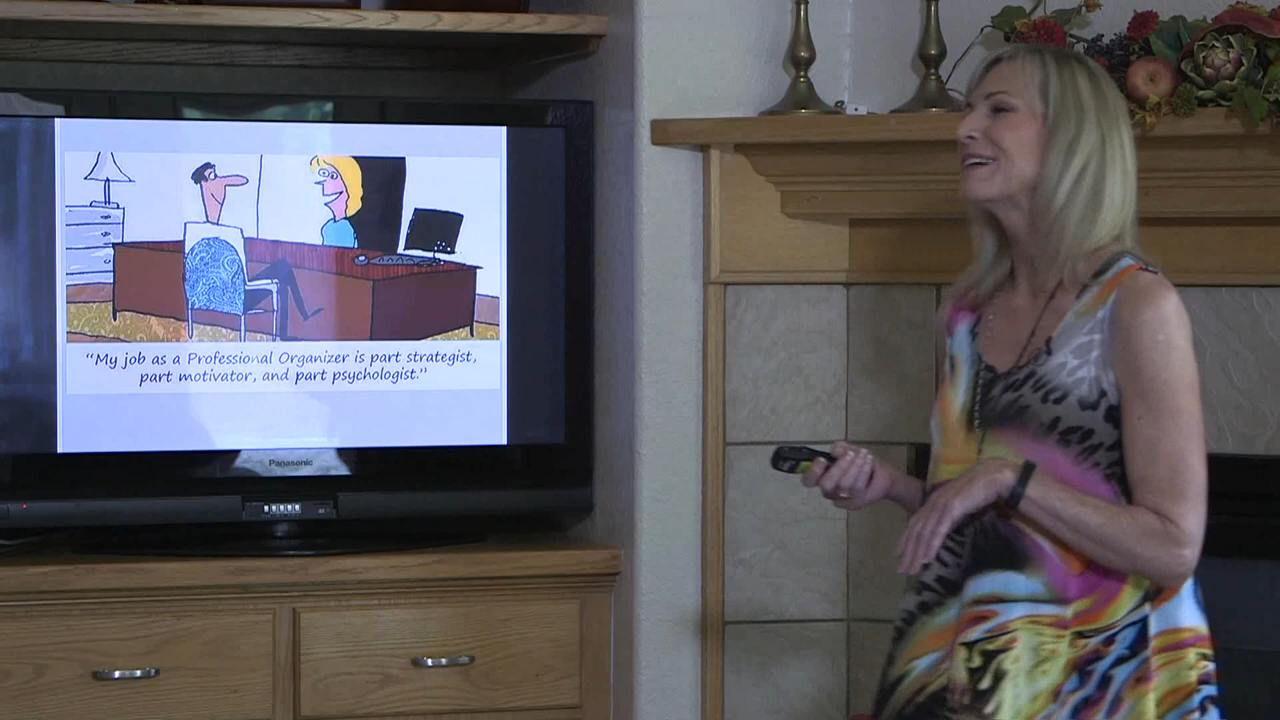 “My job as a Professional Organizer is part strategist,
part motivator, and part psychologist.”
Panasonic